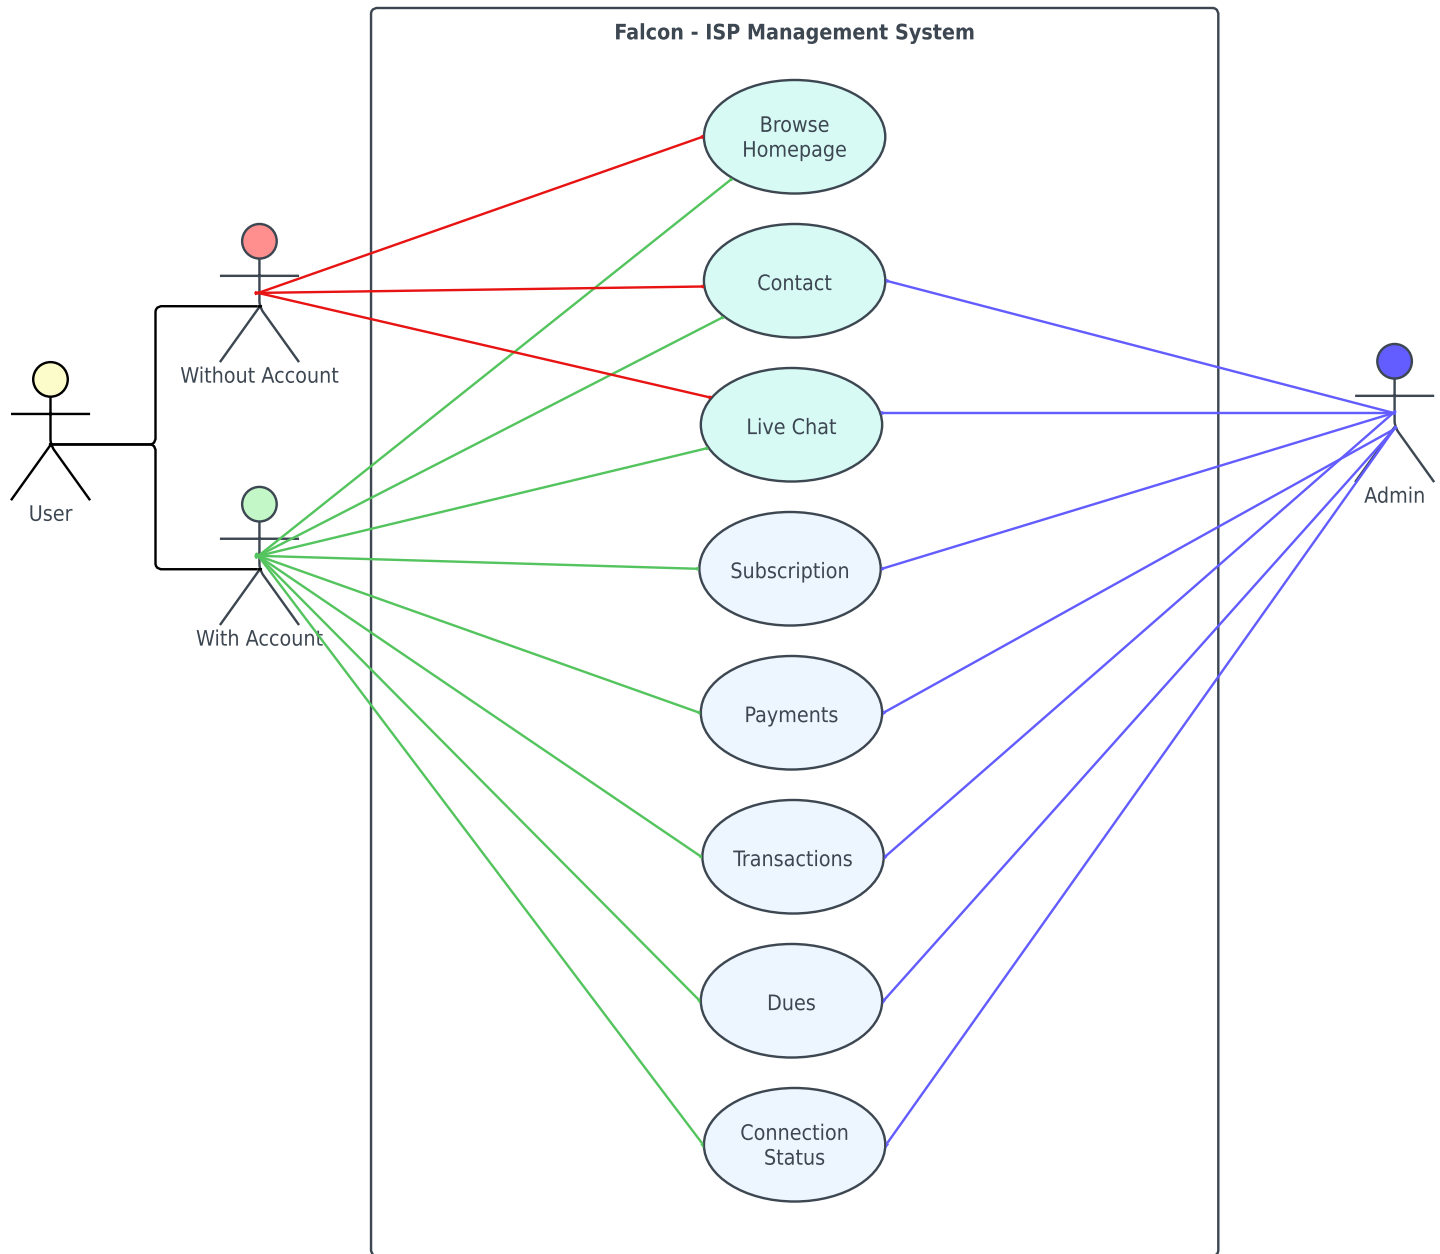 Falcon - ISP Management System
Browse
Homepage
Contact
Without Account
Live Chat
Admin
User
Subscription
With Account
Payments
Transactions
Dues
Connection
Status